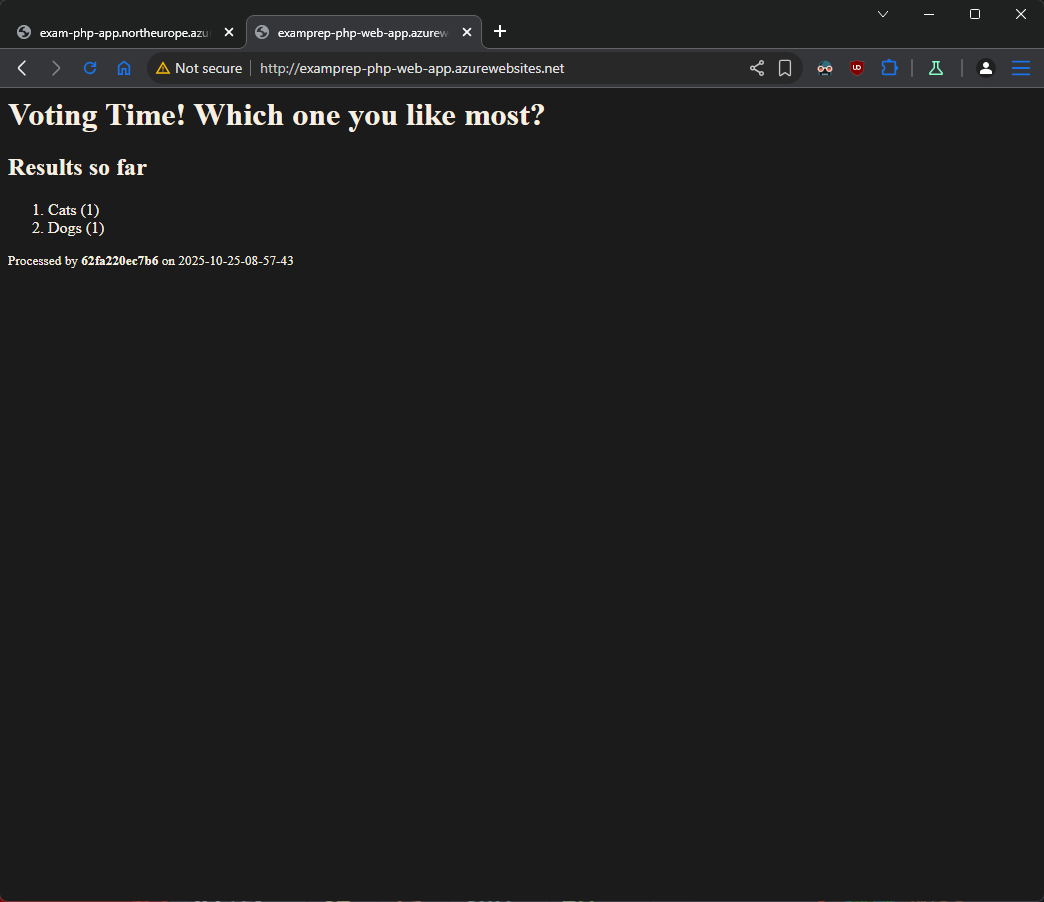 exam-php-app.northeurope.azu
examprep-php-web-app.azurew
Not secure
http://examprep-php-web-app.azurewebsites.net
UD
Voting Time! Which one you like most?
Results so far
1. Cats (1)
2. Dogs (1)
Processed by 62fa220ec7b6 on 2025-10-25-08-57-43